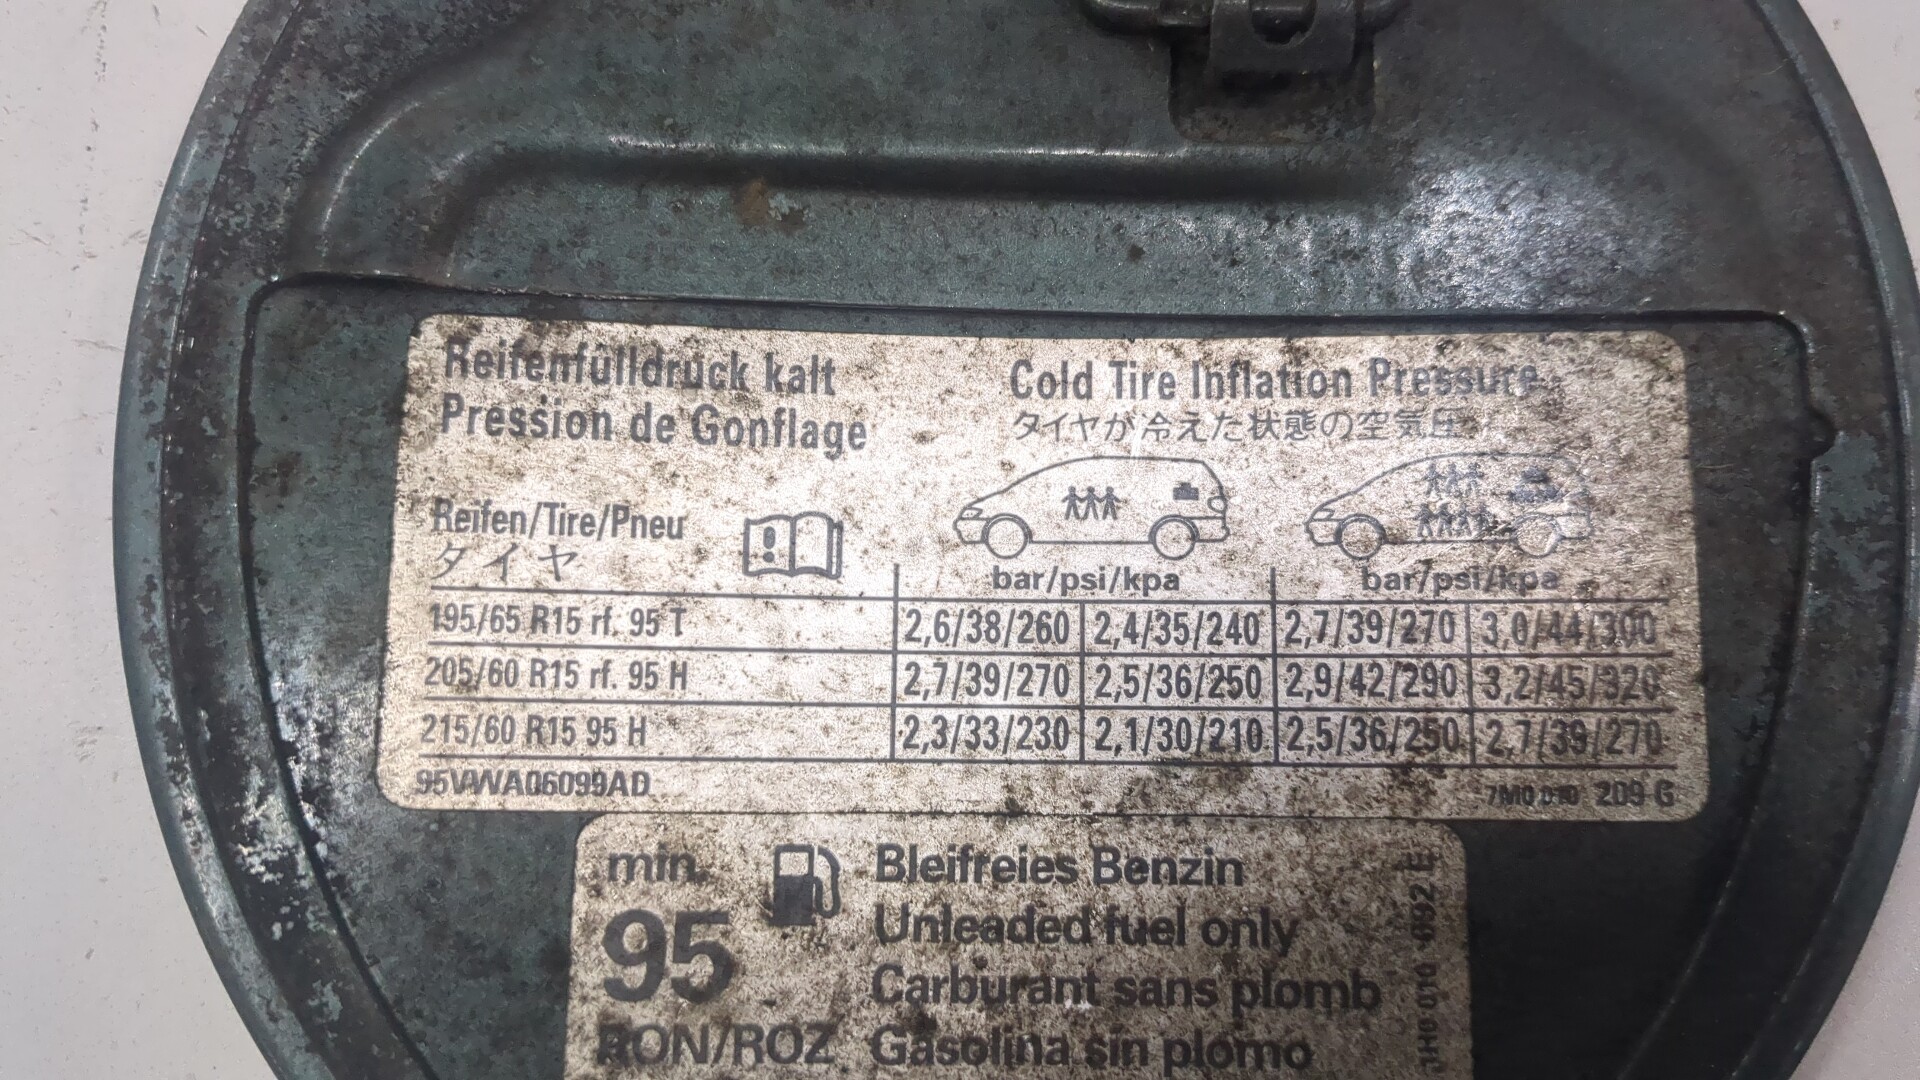 Reifenfülldruck kalt
Pression de Gonflage
Cold Tire Inflation Pressure
タイヤが冷えた状態の空気圧
Reifen/Tire/Pneu
タイヤ
bar/psi/kpa bar/psi/kpa
195/65 R15 rf. 95 T 2,6/38/260 2,4/35/240 2,7/39/270 3,0/44/300
205/60 R15 rf. 95 H 2,7/39/270 2,5/36/250 2,9/42/290 3,2/45/320
215/60 R15 95 H 2,3/33/230 2,1/30/210 2,5/36/250 2,7/39/270
95VWA06099AD 7M0 010 209 G
min.
95
RON/ROZ
Bleifreies Benzin
Unleaded fuel only
Carburant sans plomb
Gasolina sin plomo
1H0 010 692 E